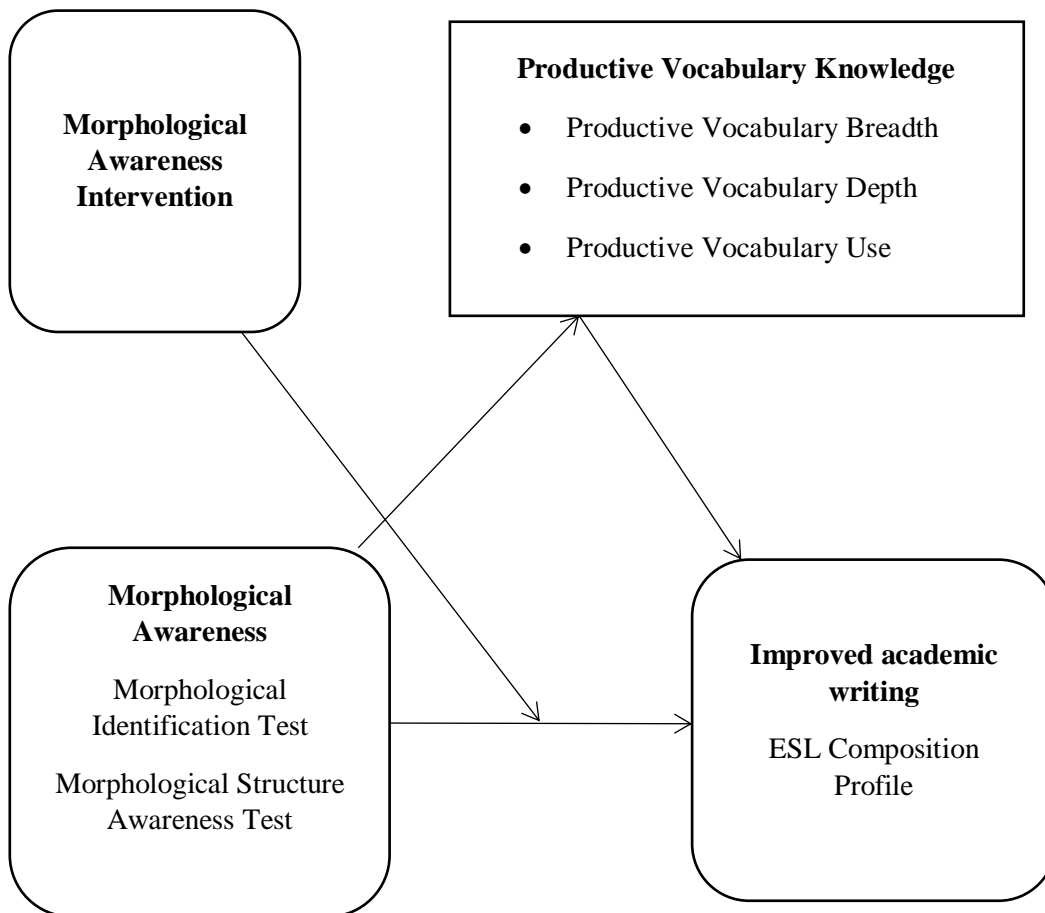 Morphological
Awareness
Intervention
Productive Vocabulary Knowledge
• Productive Vocabulary Breadth
• Productive Vocabulary Depth
• Productive Vocabulary Use
Morphological
Awareness
Morphological
Identification Test
Morphological Structure
Awareness Test
Improved academic
writing
ESL Composition
Profile